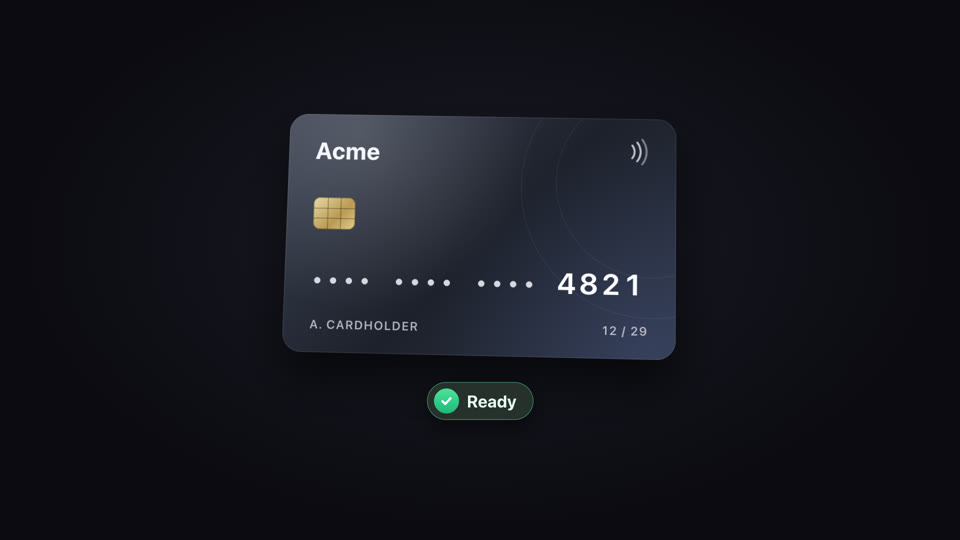 Acme
•••• •••• •••• 4821
A. CARDHOLDER 12 / 29
Ready